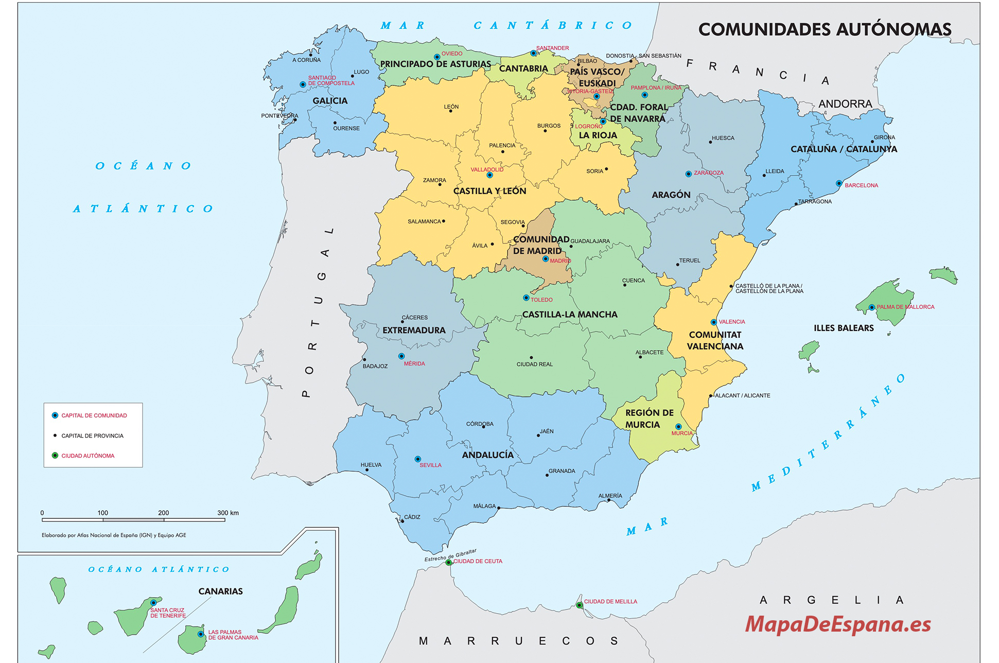 COMUNIDADES AUTÓNOMAS
MAR CANTÁBRICO
FRANCIA
ANDORRA
OCÉANO
ATLÁNTICO
PORTUGAL
A CORUÑA
LUGO
SANTIAGO
DE COMPOSTELA
GALICIA
PONTEVEDRA
OURENSE
OVIEDO
PRINCIPADO DE ASTURIAS
SANTANDER
CANTABRIA
BILBAO
DONOSTIA - SAN SEBASTIÁN
PAÍS VASCO/
EUSKADI
VITORIA-GASTEIZ
PAMPLONA / IRUÑA
CDAD. FORAL
DE NAVARRA
LOGROÑO
LA RIOJA
LEÓN
BURGOS
PALENCIA
VALLADOLID
ZAMORA
SORIA
CASTILLA Y LEÓN
SALAMANCA
SEGOVIA
ÁVILA
HUESCA
ZARAGOZA
ARAGÓN
TERUEL
GIRONA
CATALUÑA / CATALUNYA
LLEIDA
BARCELONA
TARRAGONA
COMUNIDAD
DE MADRID
MADRID
GUADALAJARA
CUENCA
TOLEDO
CASTILLA-LA MANCHA
CIUDAD REAL
ALBACETE
CÁCERES
EXTREMADURA
MÉRIDA
BADAJOZ
CASTELLÓ DE LA PLANA /
CASTELLÓN DE LA PLANA
VALENCIA
COMUNITAT
VALENCIANA
ALACANT / ALICANTE
PALMA DE MALLORCA
ILLES BALEARS
REGIÓN DE
MURCIA
MURCIA
CÓRDOBA
JAÉN
ANDALUCÍA
HUELVA
SEVILLA
GRANADA
ALMERÍA
MÁLAGA
CÁDIZ
MAR MEDITERRÁNEO
Estrecho de Gibraltar
CIUDAD DE CEUTA
CIUDAD DE MELILLA
MARRUECOS
ARGELIA
CAPITAL DE COMUNIDAD
CAPITAL DE PROVINCIA
CIUDAD AUTÓNOMA
0 100 200 300 km
Elaborado por Atlas Nacional de España (IGN) y Equipo AGE
OCÉANO ATLÁNTICO
CANARIAS
SANTA CRUZ
DE TENERIFE
LAS PALMAS
DE GRAN CANARIA
MapaDeEspana.es